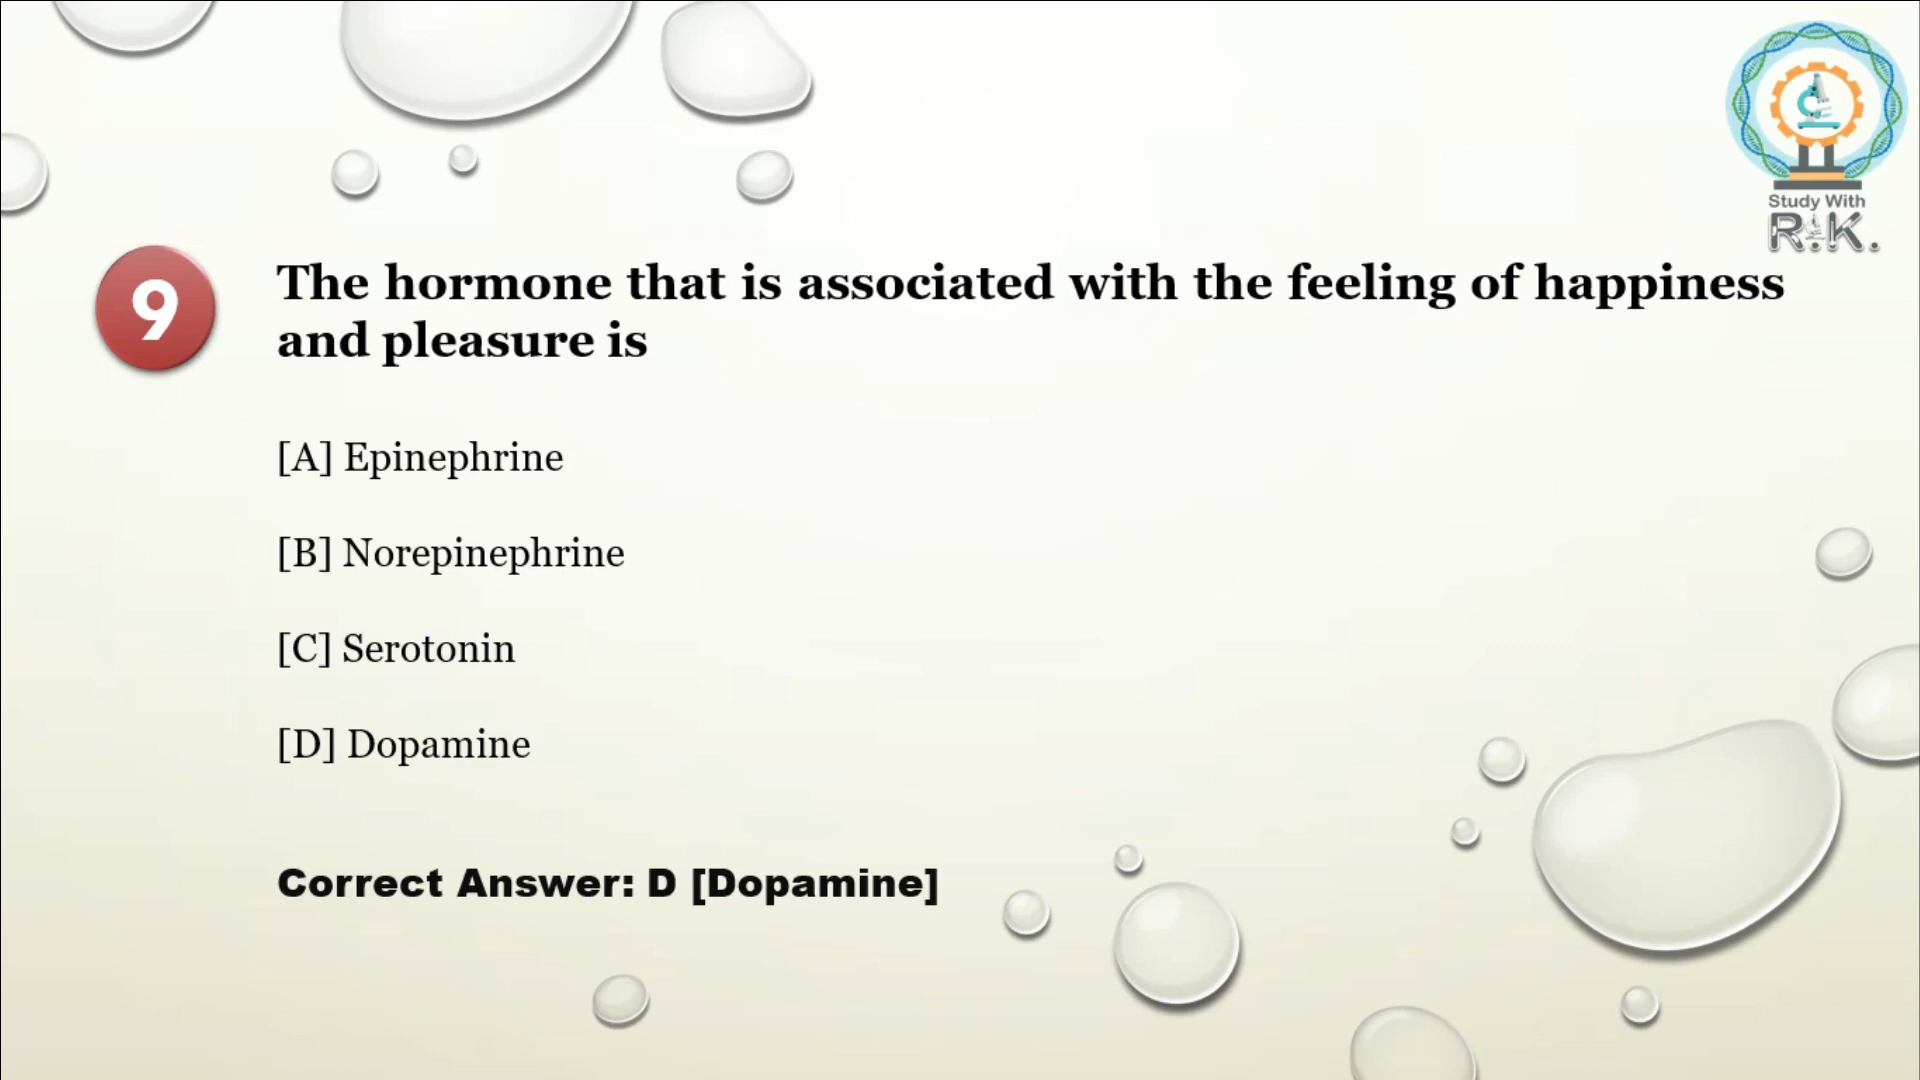 Study With
R.K.
9
The hormone that is associated with the feeling of happiness
and pleasure is
[A] Epinephrine
[B] Norepinephrine
[C] Serotonin
[D] Dopamine
Correct Answer: D [Dopamine]